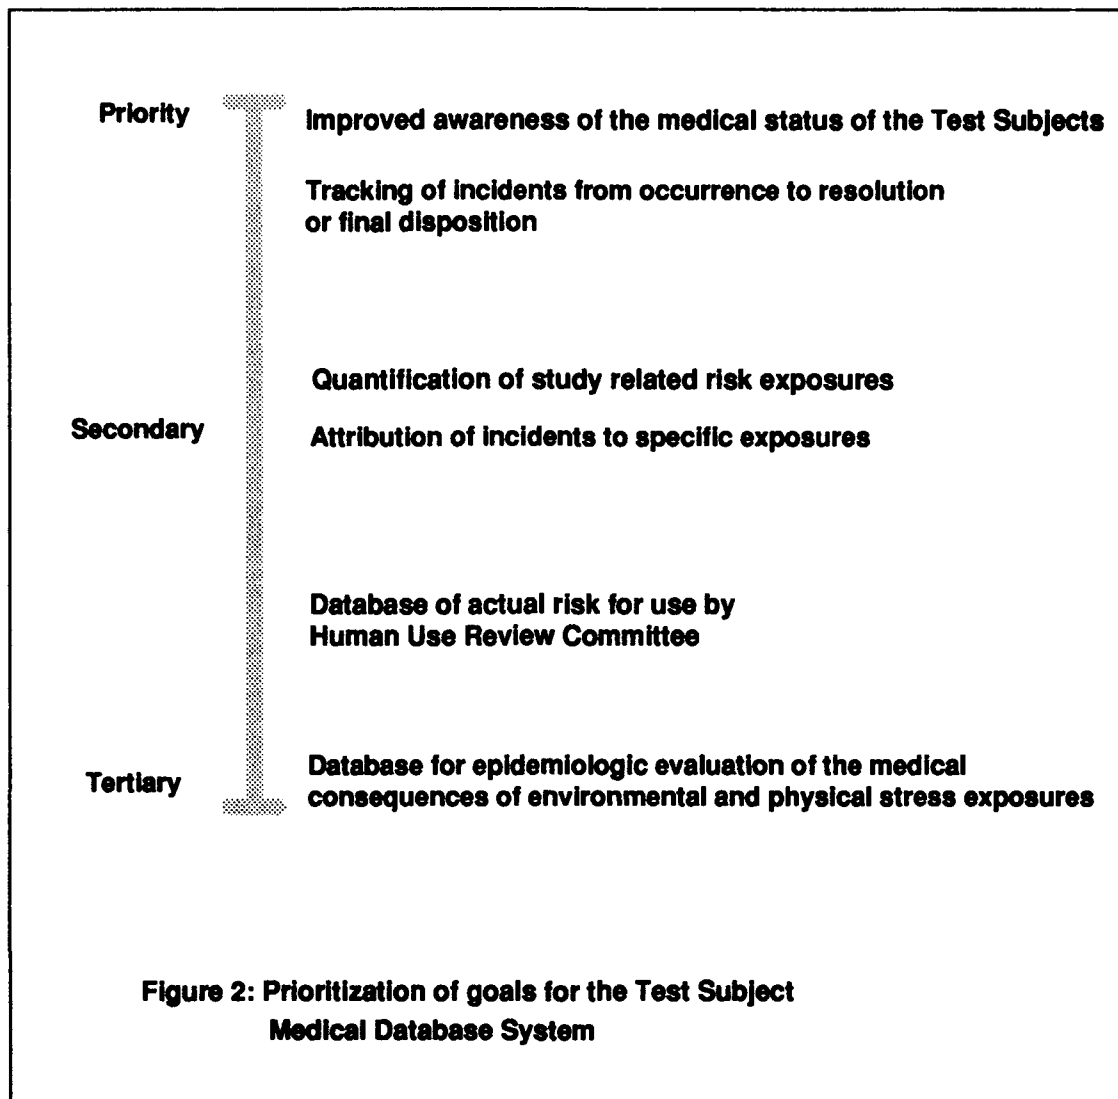 Priority
Improved awareness of the medical status of the Test Subjects
Tracking of incidents from occurrence to resolution
or final disposition
Quantification of study related risk exposures
Secondary
Attribution of incidents to specific exposures
Database of actual risk for use by
Human Use Review Committee
Tertiary
Database for epidemiologic evaluation of the medical
consequences of environmental and physical stress exposures
Figure 2: Prioritization of goals for the Test Subject
Medical Database System